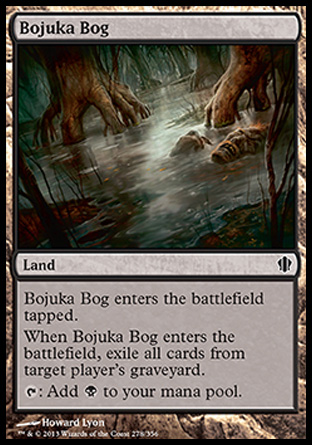 Bojuka Bog
Land
Bojuka Bog enters the battlefield
tapped.
When Bojuka Bog enters the
battlefield, exile all cards from
target player's graveyard.
: Add to your mana pool.
Howard Lyon
™ & © 2013 Wizards of the Coast 278/356